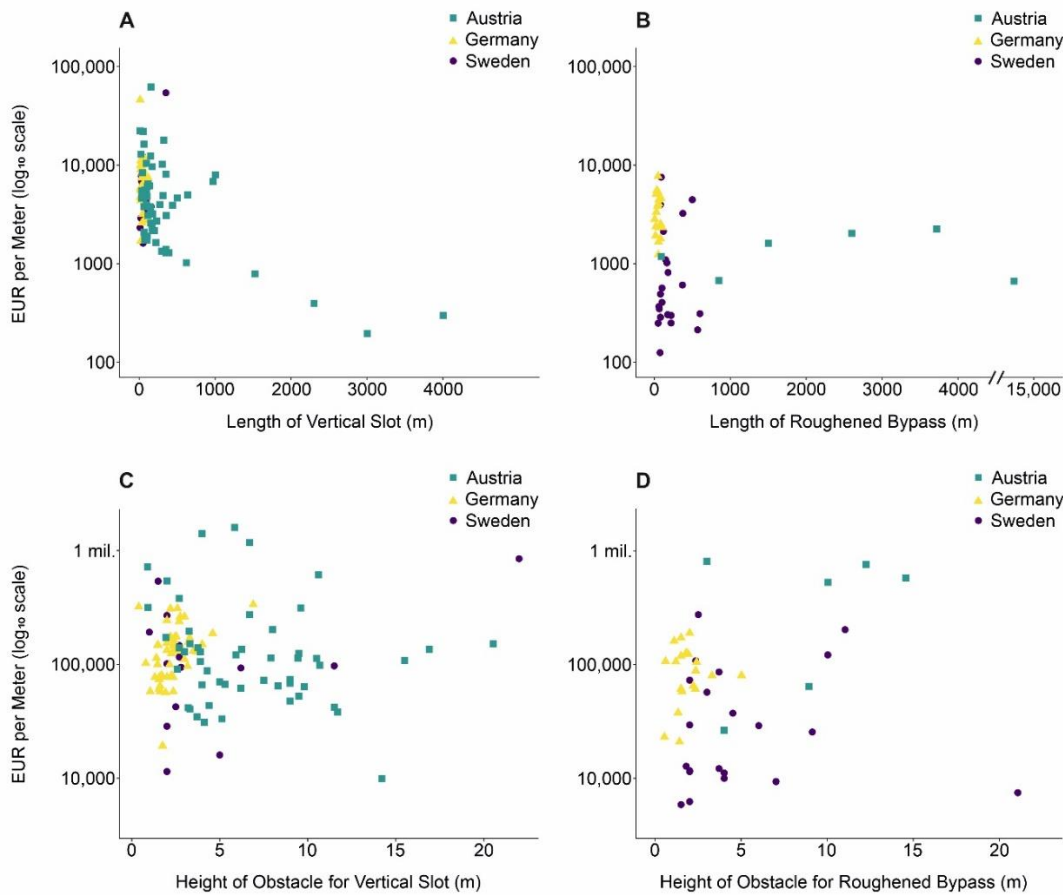 A
Austria
Germany
Sweden
100,000
10,000
1000
100
EUR per Meter (log₁₀ scale)
0 1000 2000 3000 4000
Length of Vertical Slot (m)
B
Austria
Germany
Sweden
100,000
10,000
1000
100
0 1000 2000 3000 4000 15,000
Length of Roughened Bypass (m)
C
Austria
Germany
Sweden
1 mil.
100,000
10,000
EUR per Meter (log₁₀ scale)
0 5 10 15 20
Height of Obstacle for Vertical Slot (m)
D
Austria
Germany
Sweden
1 mil.
100,000
10,000
0 5 10 15 20
Height of Obstacle for Roughened Bypass (m)